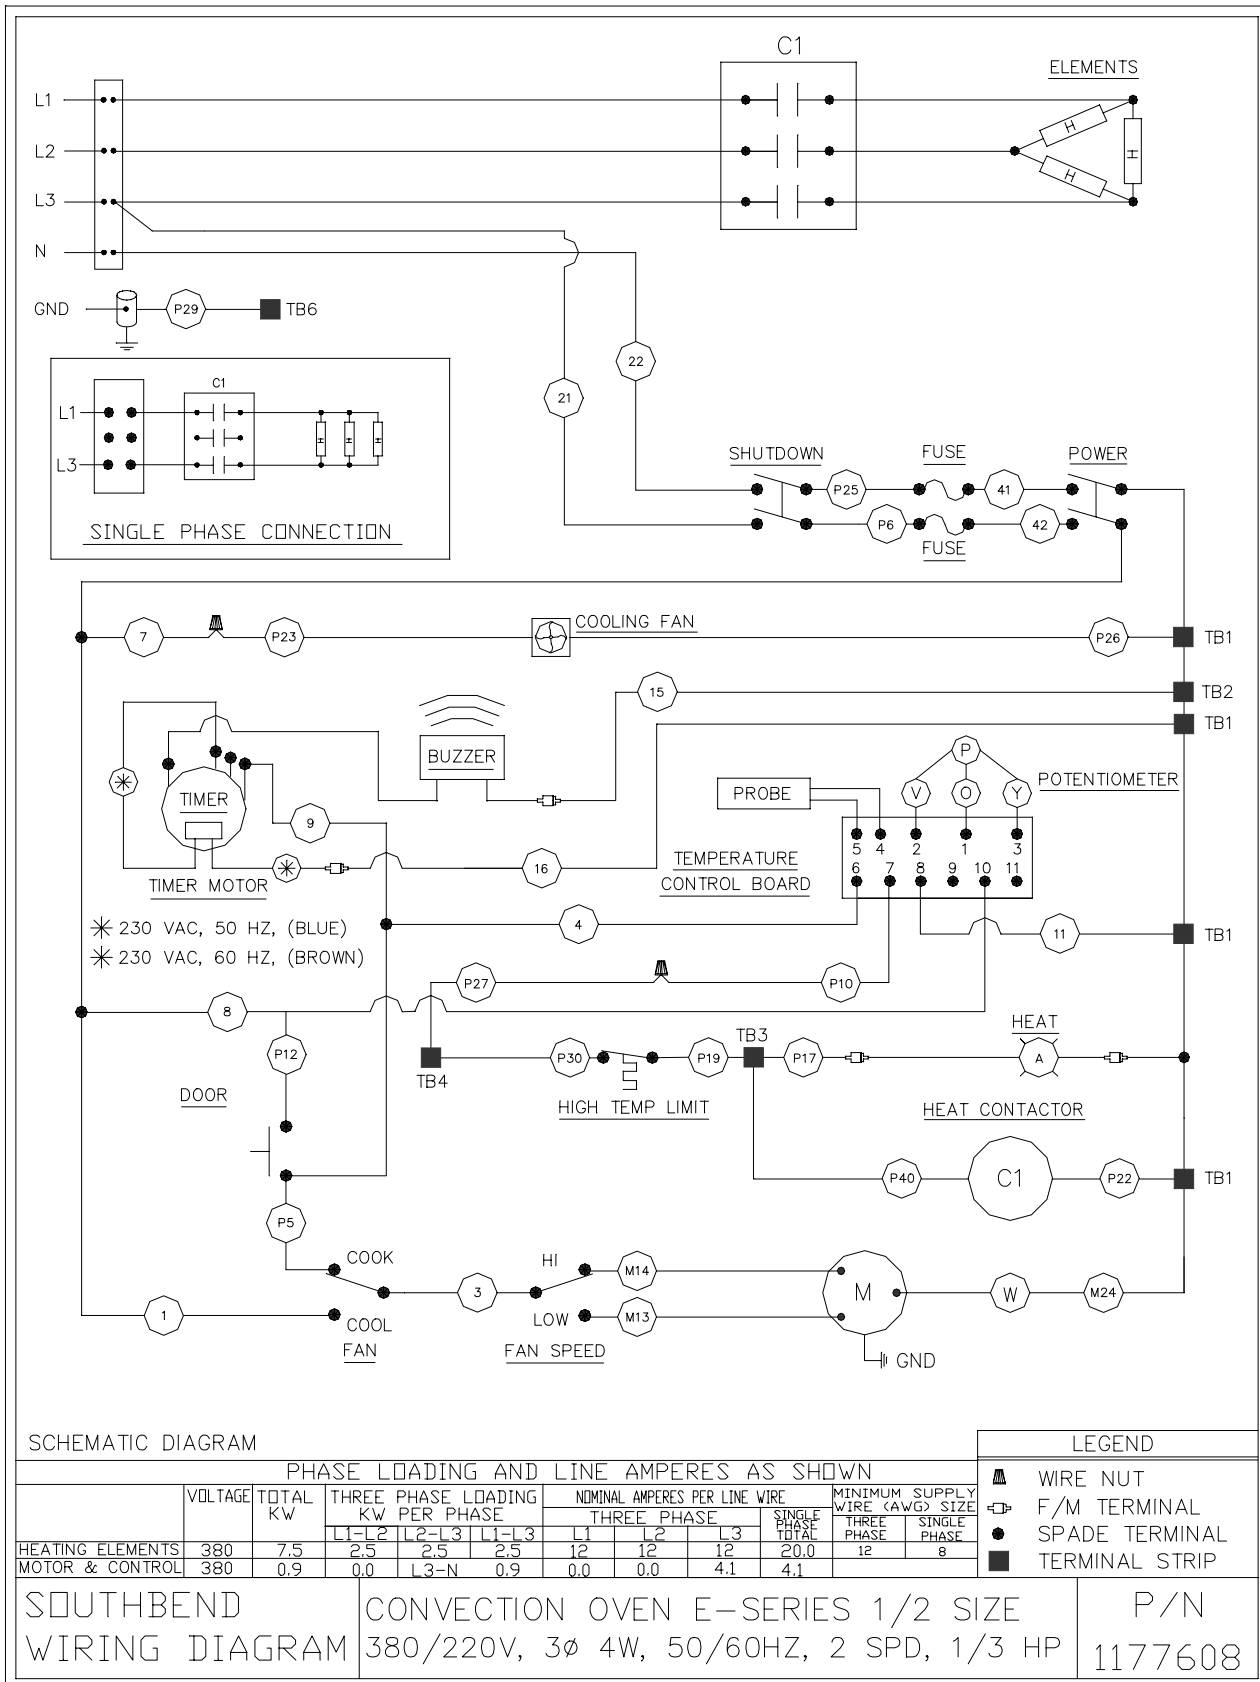 C1
ELEMENTS
L1
H
L2
H
H
L3
N
GND
P29
TB6
22
C1
21
L1
H
H
H
SHUTDOWN
FUSE
POWER
L3
P25
41
SINGLE PHASE CONNECTION
P6
42
FUSE
COOLING FAN
7
P23
P26
TB1
15
TB2
TB1
BUZZER
P
POTENTIOMETER
TIMER
PROBE
V
O
Y
9
5 4 2 1 3
TEMPERATURE
CONTROL BOARD
6 7 8 9 10 11
16
TIMER MOTOR
230 VAC, 50 HZ, (BLUE)
4
11
TB1
230 VAC, 60 HZ, (BROWN)
P27
P10
8
HEAT
P12
TB3
P30
P19
P17
A
TB4
DOOR
HIGH TEMP LIMIT
HEAT CONTACTOR
P40
C1
P22
TB1
P5
COOK
HI
M14
3
M
W
M24
1
COOL
LOW
M13
FAN
FAN SPEED
GND
SCHEMATIC DIAGRAM
LEGEND
WIRE NUT
F/M TERMINAL
SPADE TERMINAL
TERMINAL STRIP
PHASE LOADING AND LINE AMPERES AS SHOWN
VOLTAGE
TOTAL KW
THREE PHASE LOADING KW PER PHASE
NOMINAL AMPERES PER LINE WIRE
MINIMUM SUPPLY WIRE (AWG) SIZE
THREE PHASE
SINGLE PHASE TOTAL
THREE PHASE
SINGLE PHASE
L1-L2 L2-L3 L1-L3 L1 L2 L3
HEATING ELEMENTS 380 7.5 2.5 2.5 2.5 12 12 12 20.0 12 8
MOTOR & CONTROL 380 0.9 0.0 L3-N 0.9 0.0 0.0 4.1 4.1
SOUTHBEND
WIRING DIAGRAM
CONVECTION OVEN E-SERIES 1/2 SIZE
380/220V, 3ø 4W, 50/60HZ, 2 SPD, 1/3 HP
P/N
1177608